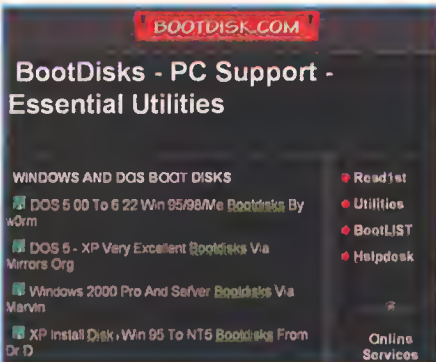 BOOTDISK.COM
BootDisks - PC Support -
Essential Utilities
WINDOWS AND DOS BOOT DISKS
DOS 5 00 To 6 22 Win 95/98/Me Bootdisks By
w0rm
DOS 5 - XP Very Excellent Bootdisks Via
Mirrors Org
Windows 2000 Pro And Server Bootdisks Via
Marvin
XP Install Disk, Win 95 To NT5 Bootdisks From
Dr D
Read1st
Utilities
BootLIST
Helpdesk
Online
Services